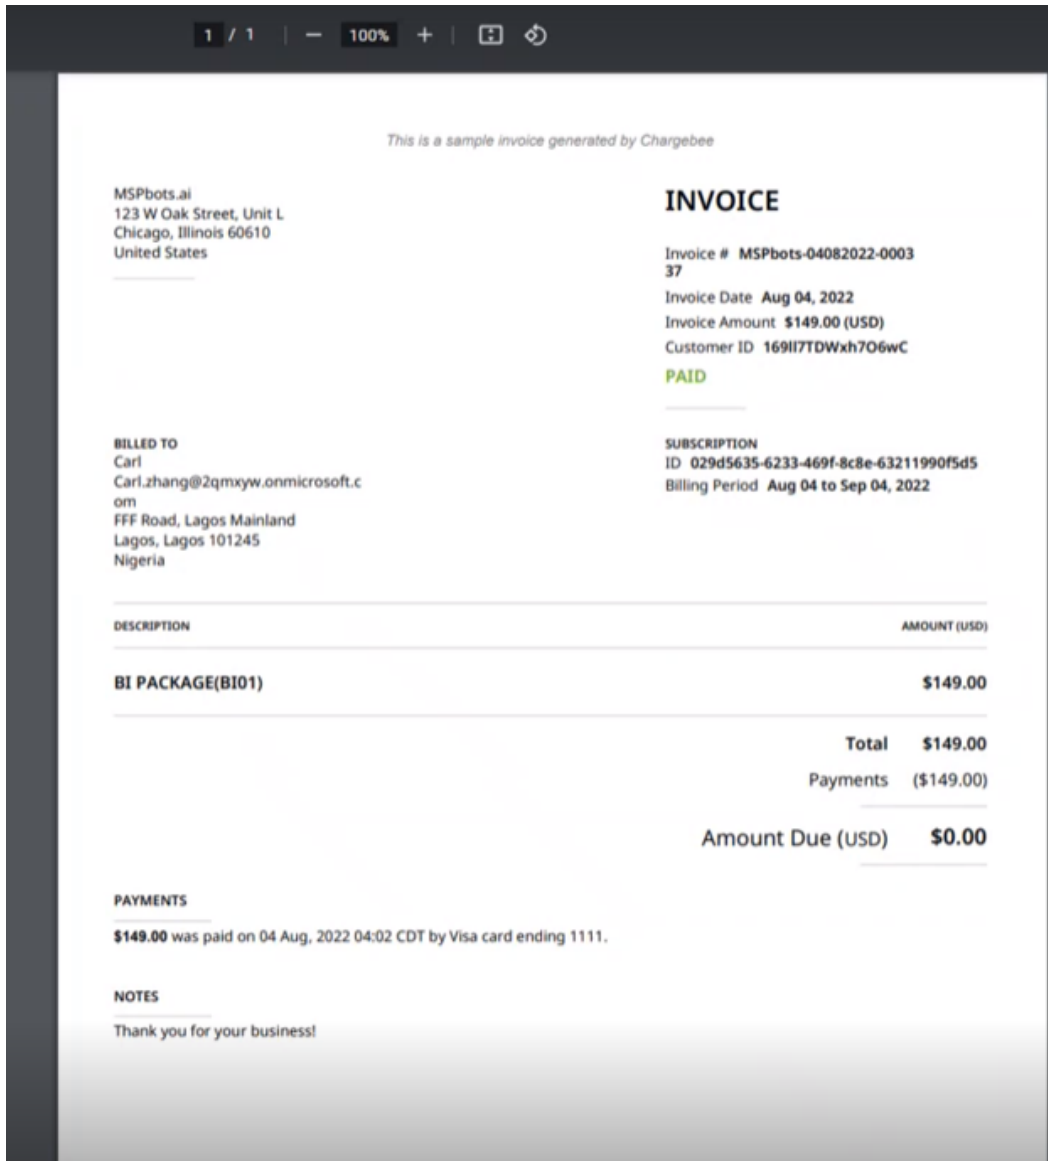 1 / 1 — 100% +
This is a sample invoice generated by Chargebee
MSPbots.ai
123 W Oak Street, Unit L
Chicago, Illinois 60610
United States
INVOICE
Invoice # MSPbots-04082022-0003
37
Invoice Date Aug 04, 2022
Invoice Amount $149.00 (USD)
Customer ID 169ll7TDWxh7O6wC
PAID
BILLED TO
Carl
Carl.zhang@2qmxyw.onmicrosoft.c
om
FFF Road, Lagos Mainland
Lagos, Lagos 101245
Nigeria
SUBSCRIPTION
ID 029d5635-6233-469f-8c8e-63211990f5d5
Billing Period Aug 04 to Sep 04, 2022
DESCRIPTION AMOUNT (USD)
BI PACKAGE(BI01) $149.00
Total $149.00
Payments ($149.00)
Amount Due (USD) $0.00
PAYMENTS
$149.00 was paid on 04 Aug, 2022 04:02 CDT by Visa card ending 1111.
NOTES
Thank you for your business!